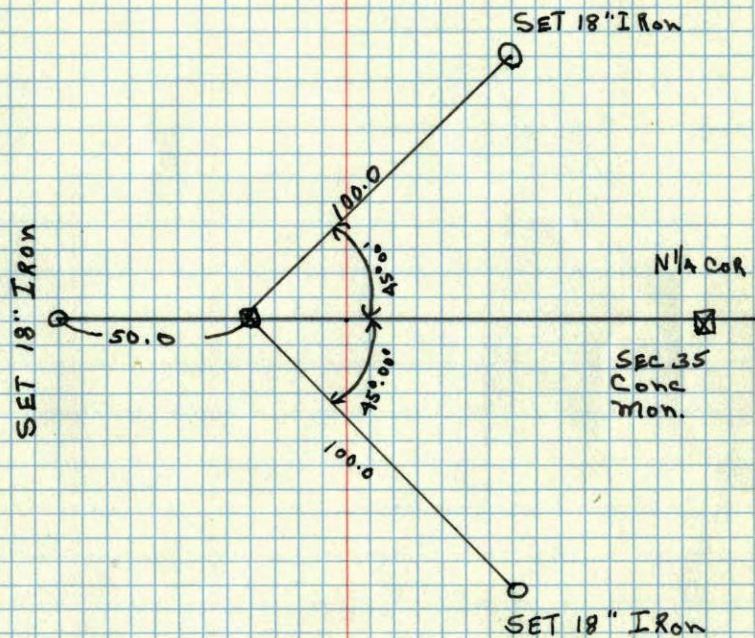 SET 18" IRon
100.0
45°00'
N1/4 COR
SET 18" IRon
50.0
SEC 35
Conc
mon.
45°00'
100.0
SET 18" IRon